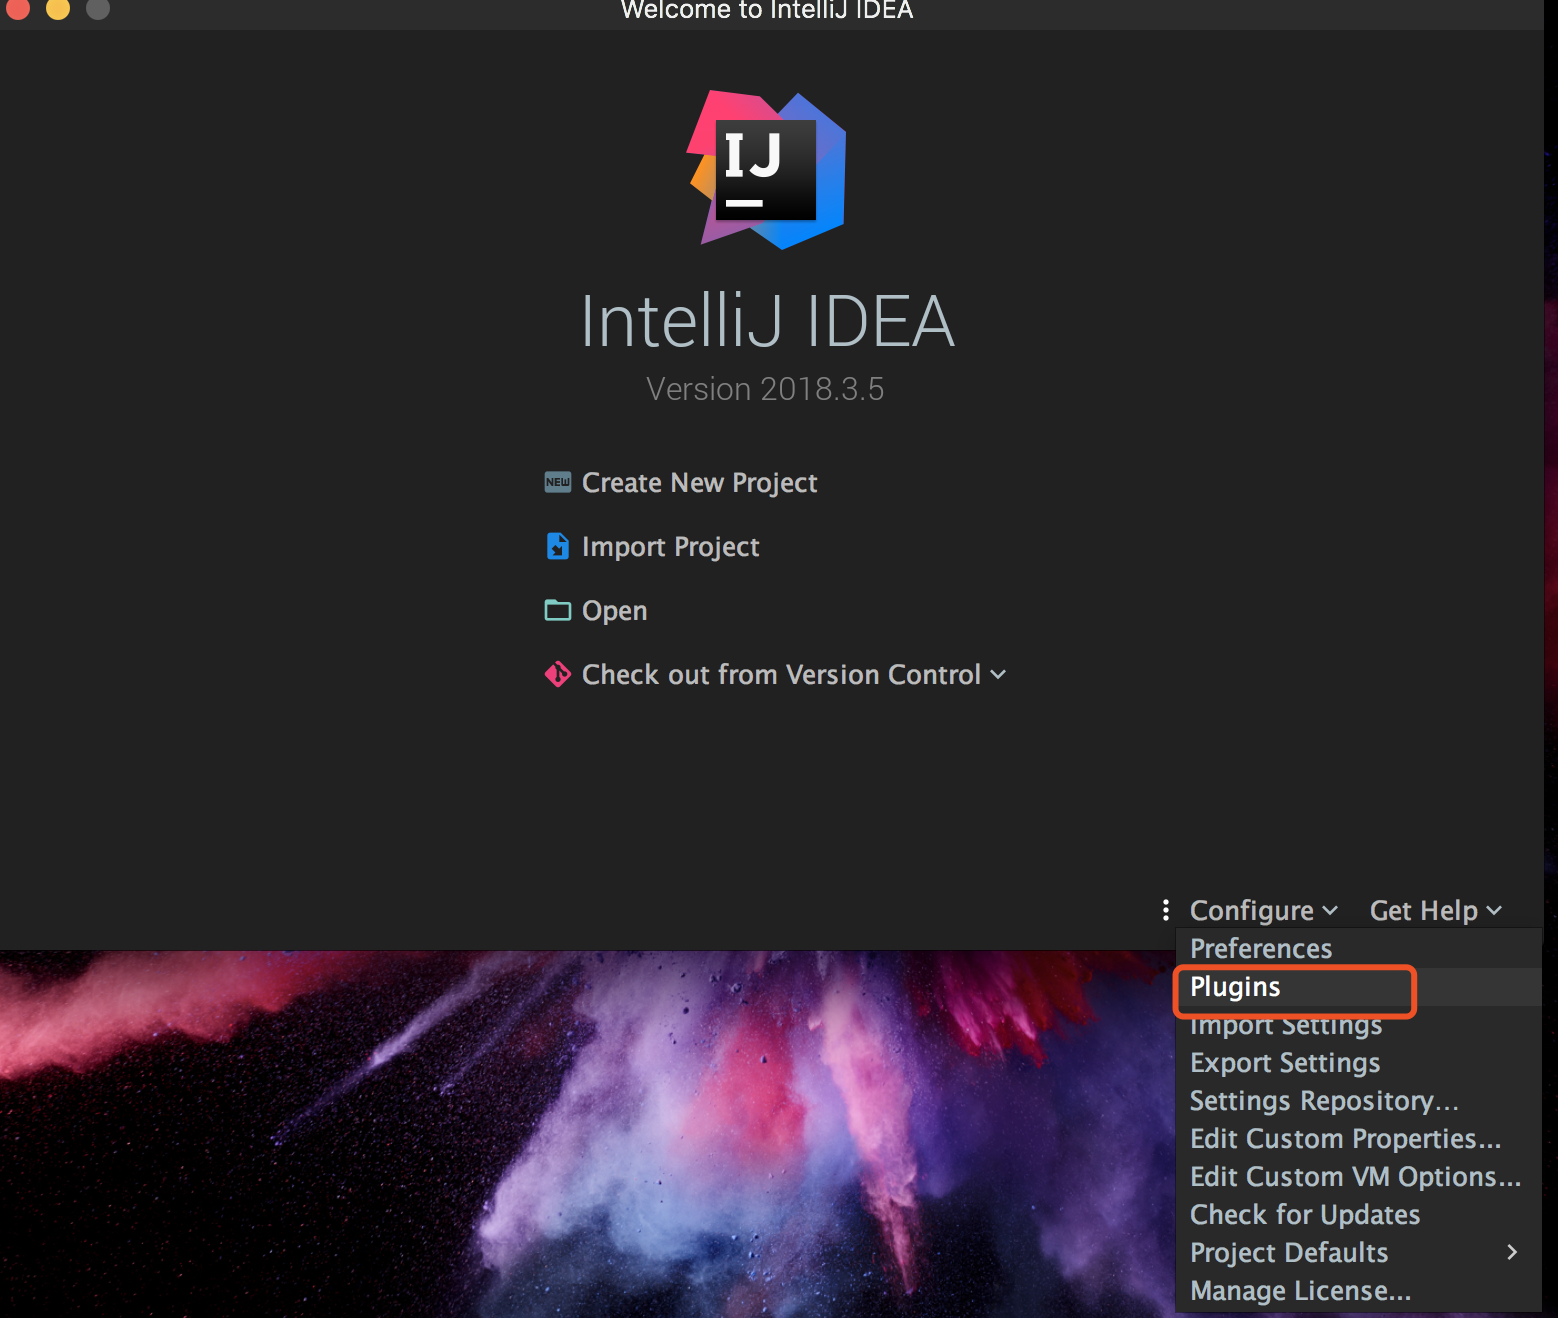 Welcome to IntelliJ IDEA
IJ
IntelliJ IDEA
Version 2018.3.5
NEW Create New Project
Import Project
Open
Check out from Version Control
Configure Get Help
Preferences
Plugins
Import Settings
Export Settings
Settings Repository...
Edit Custom Properties...
Edit Custom VM Options...
Check for Updates
Project Defaults
Manage License...